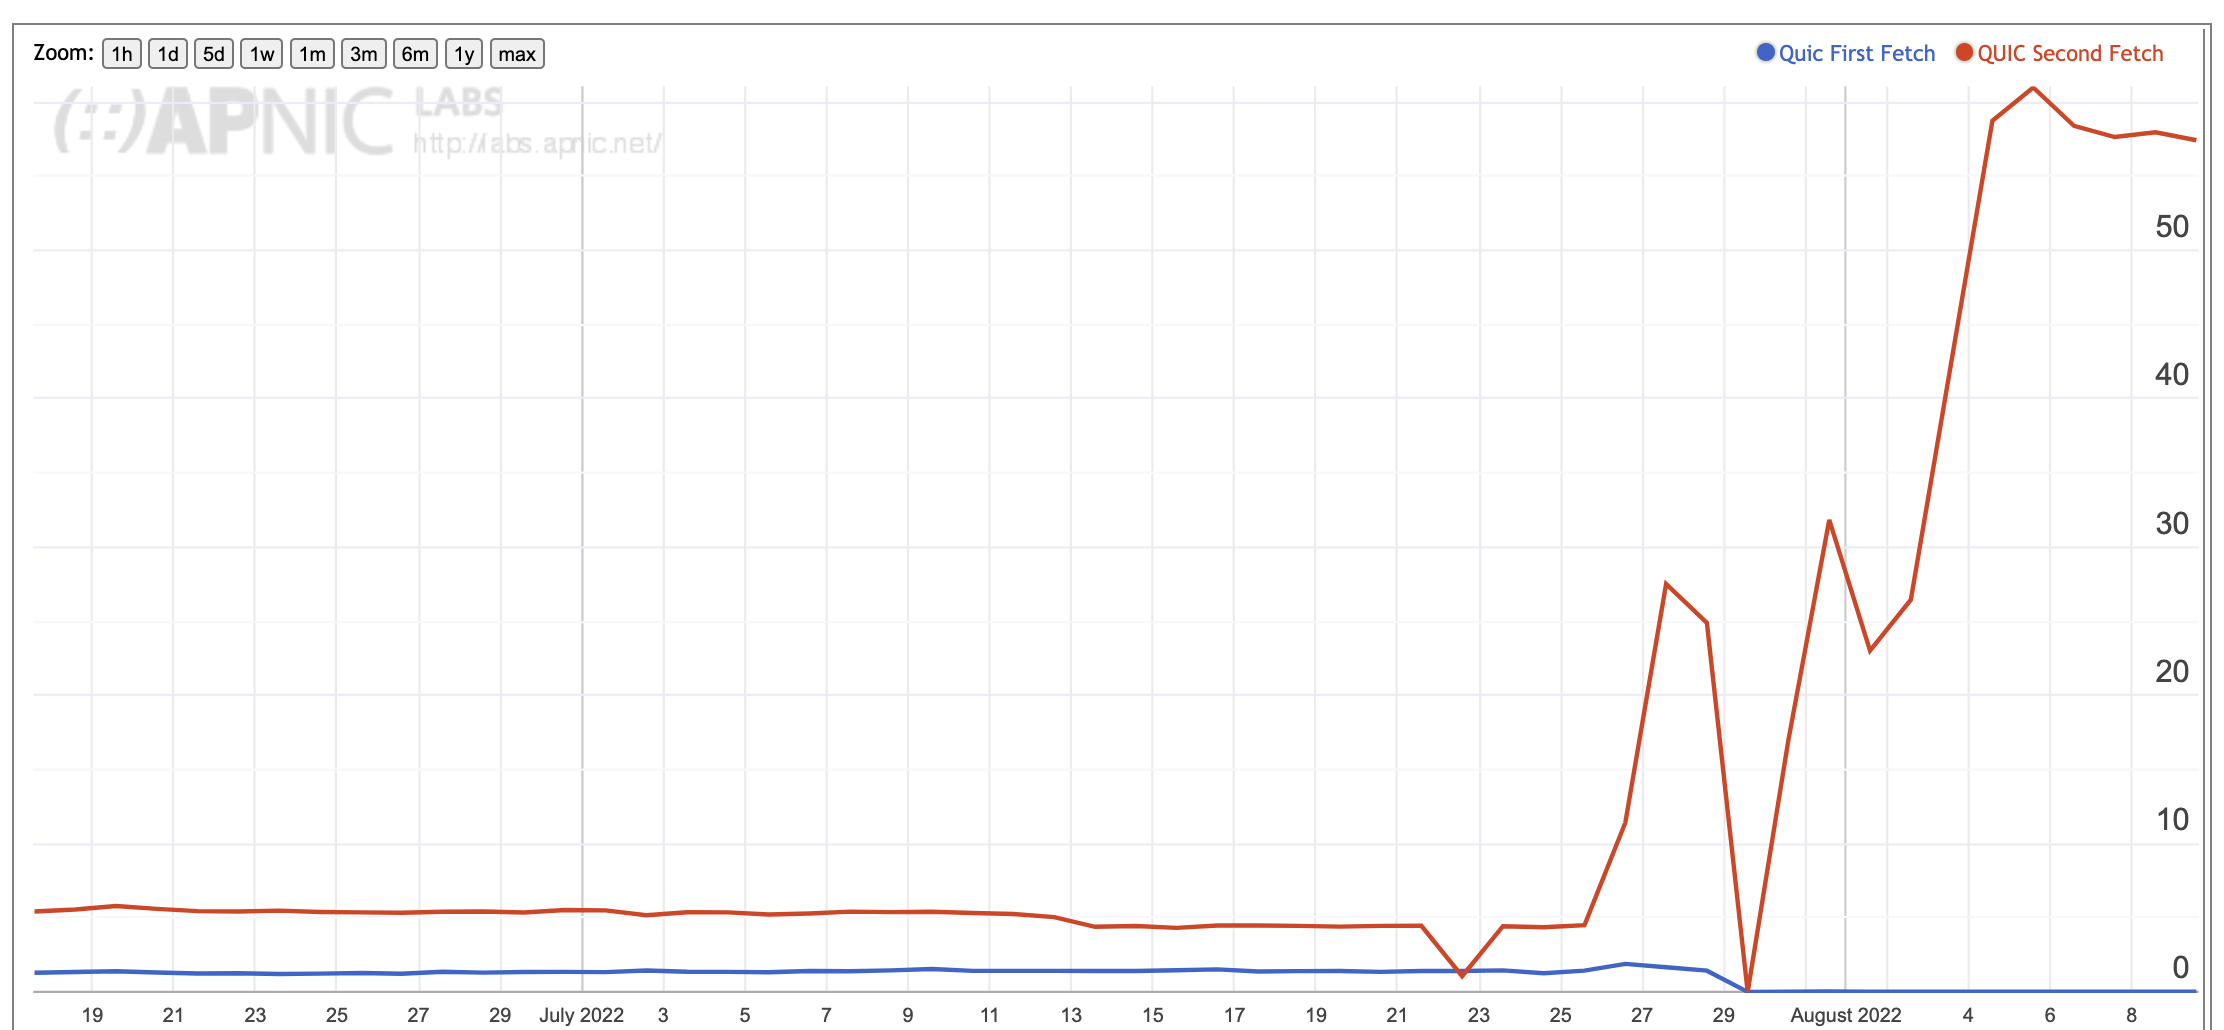 Zoom: 1h 1d 5d 1w 1m 3m 6m 1y max Quic First Fetch QUIC Second Fetch
(::)APNIC LABS
http://labs.apnic.net/
50
40
30
20
10
0
19 21 23 25 27 29 July 2022 3 5 7 9 11 13 15 17 19 21 23 25 27 29 August 2022 4 6 8